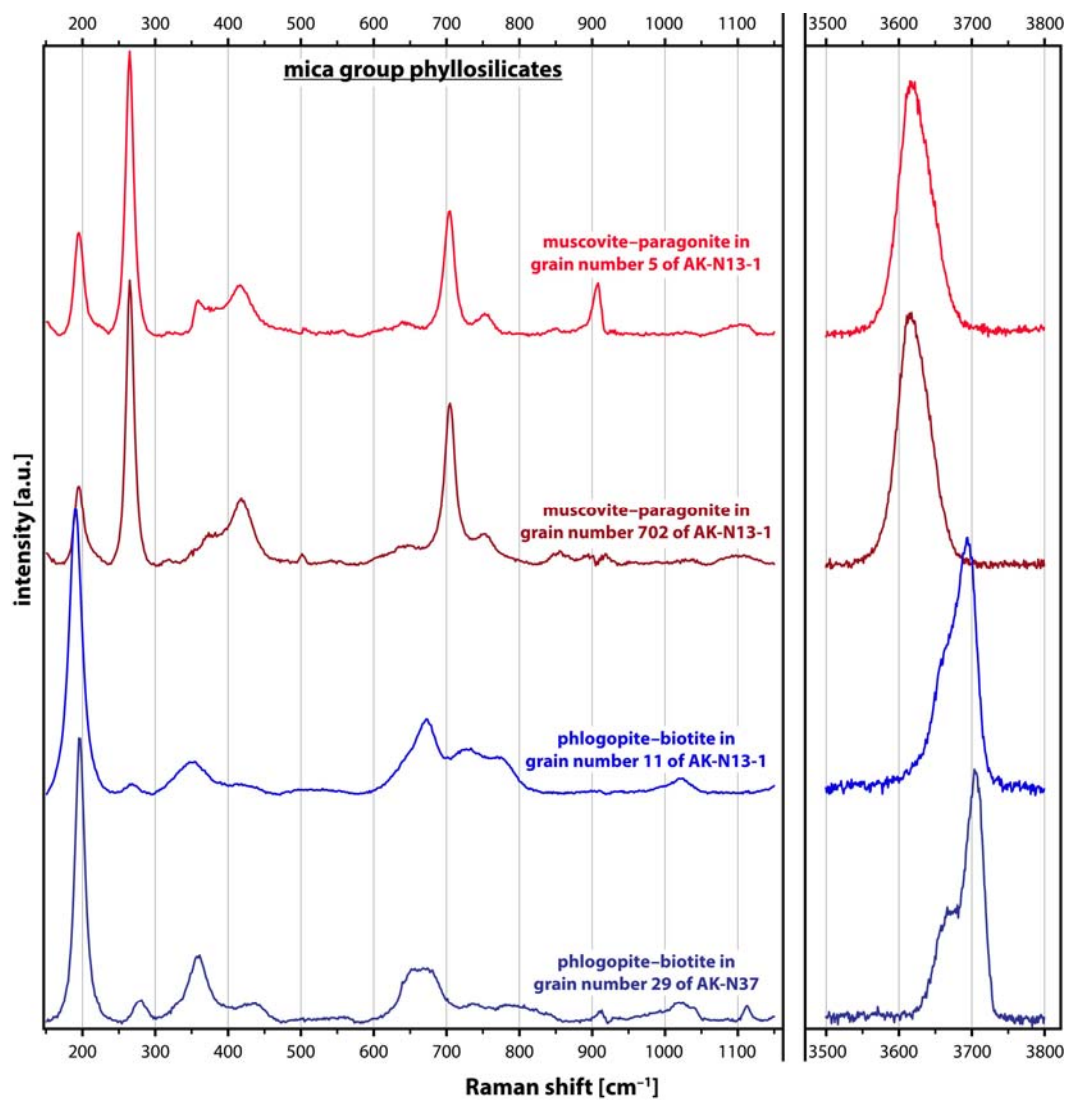 200 300 400 500 600 700 800 900 1000 1100 3500 3600 3700 3800
mica group phyllosilicates
muscovite–paragonite in
grain number 5 of AK-N13-1
muscovite–paragonite in
grain number 702 of AK-N13-1
phlogopite–biotite in
grain number 11 of AK-N13-1
phlogopite–biotite in
grain number 29 of AK-N37
intensity [a.u.]
200 300 400 500 600 700 800 900 1000 1100 3500 3600 3700 3800
Raman shift [cm⁻¹]